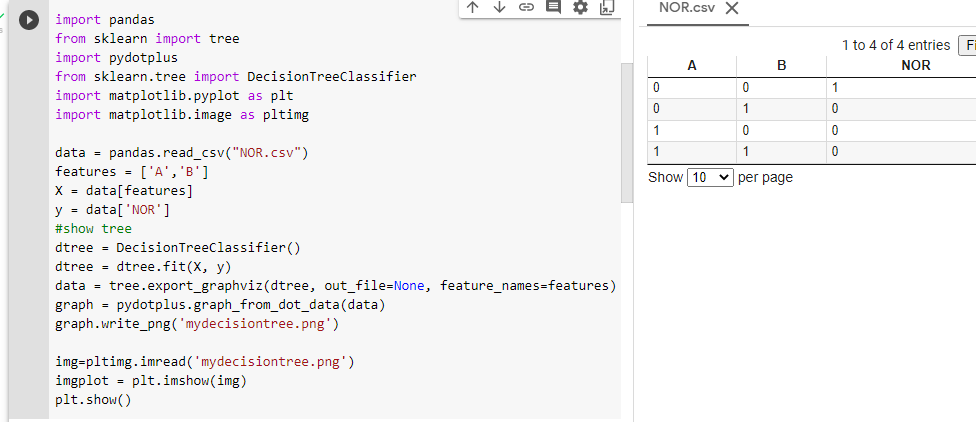 import pandas
from sklearn import tree
import pydotplus
from sklearn.tree import DecisionTreeClassifier
import matplotlib.pyplot as plt
import matplotlib.image as pltimg
data = pandas.read_csv("NOR.csv")
features = ['A','B']
X = data[features]
y = data['NOR']
#show tree
dtree = DecisionTreeClassifier()
dtree = dtree.fit(X, y)
data = tree.export_graphviz(dtree, out_file=None, feature_names=features)
graph = pydotplus.graph_from_dot_data(data)
graph.write_png('mydecisiontree.png')
img=pltimg.imread('mydecisiontree.png')
imgplot = plt.imshow(img)
plt.show()
NOR.csv
1 to 4 of 4 entries Fi
A B NOR
0 0 1
0 1 0
1 0 0
1 1 0
Show 10 per page